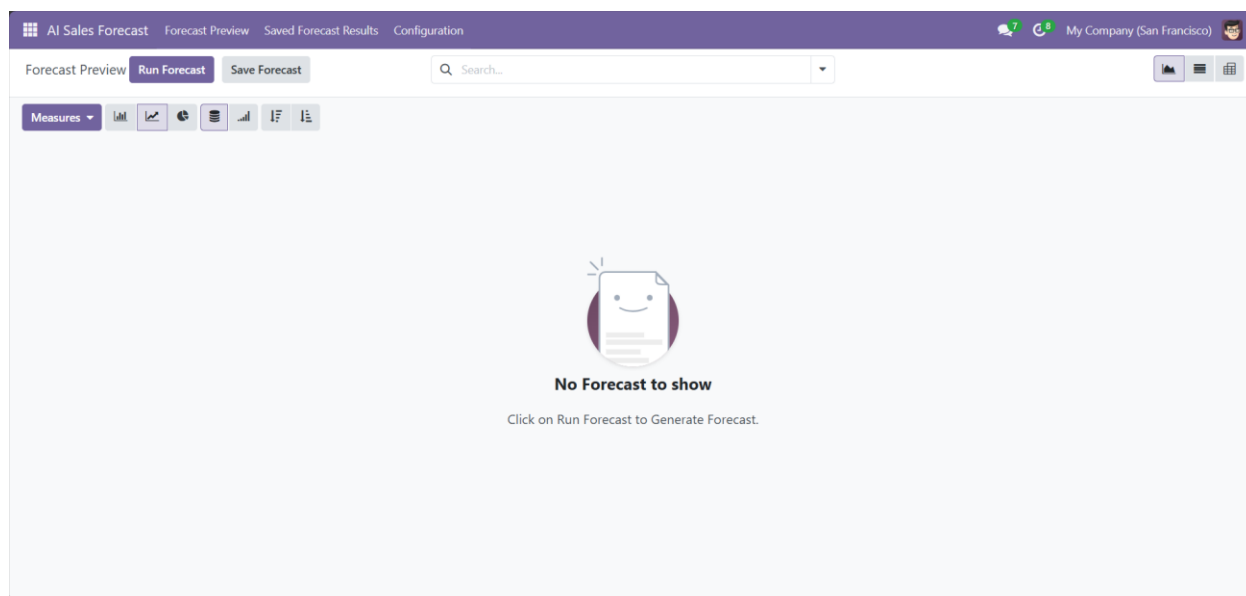 AI Sales Forecast Forecast Preview Saved Forecast Results Configuration 7 8 My Company (San Francisco)
Forecast Preview Run Forecast Save Forecast Search...
Measures
No Forecast to show
Click on Run Forecast to Generate Forecast.